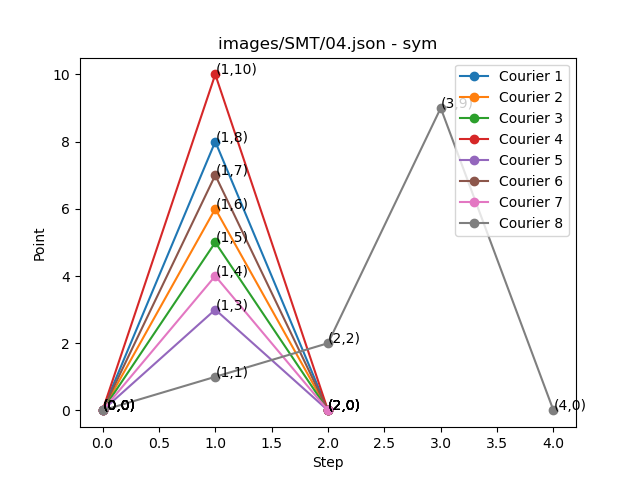 images/SMT/04.json - sym
Point
10
8
6
4
2
0
(1,10)
(1,8)
(1,7)
(1,6)
(1,5)
(1,4)
(1,3)
(1,1)
(2,2)
(3,9)
(0,0)
(2,0)
(4,0)
Courier 1
Courier 2
Courier 3
Courier 4
Courier 5
Courier 6
Courier 7
Courier 8
0.0 0.5 1.0 1.5 2.0 2.5 3.0 3.5 4.0
Step